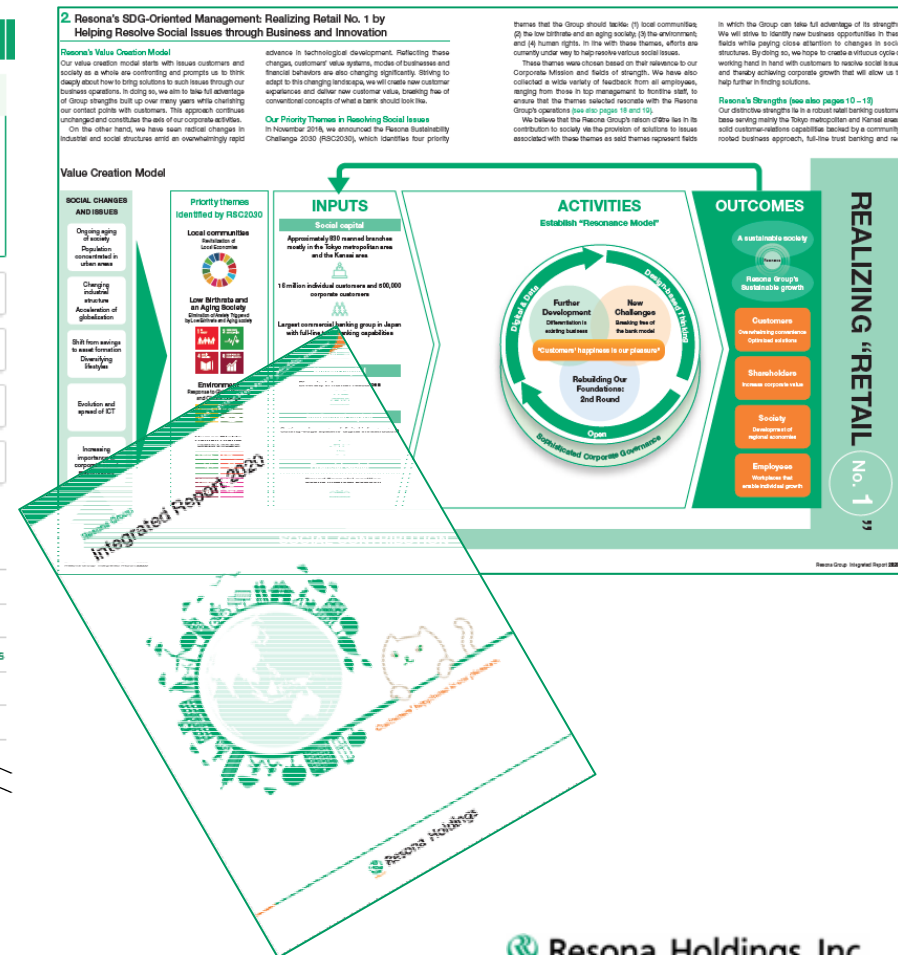 2. Resona's SDG-Oriented Management: Realizing Retail No. 1 by
Helping Resolve Social Issues through Business and Innovation
Resona's Value Creation Model
Our value creation model starts with issues customers and
society as a whole are confronting and prompts us to think
deeply about how to bring solutions to such issues through our
business operations. In doing so, we aim to take full advantage
of Group strengths built up over many years while cherishing
our contact points with customers. This approach continues
unchanged and constitutes the axis of our corporate activities.
On the other hand, we have seen radical changes in
industrial and social structures amid an overwhelmingly rapid
advance in technological development. Reflecting these
changes, customers' value systems, modes of businesses and
financial behaviors are also changing significantly. Striving to
adapt to this changing landscape, we will create new customer
experiences and deliver new customer value, breaking free of
conventional concepts of what a bank should look like.
Our Priority Themes in Resolving Social Issues
In November 2018, we announced the Resona Sustainability
Challenge 2030 (RSC2030), which identifies four priority
themes that the Group should tackle: (1) local communities;
(2) the low birthrate and an aging society; (3) the environment;
and (4) human rights. In line with these themes, efforts are
currently under way to help resolve various social issues.
These themes were chosen based on their relevance to our
Corporate Mission and fields of strength. We have also
collected a wide variety of feedback from all employees,
ranging from those in top management to frontline staff, to
ensure that the themes selected resonate with the Resona
Group's operations (see also pages 18 and 19).
We believe that the Resona Group's raison d'être lies in its
contribution to society via the provision of solutions to issues
associated with these themes as said themes represent fields
in which the Group can take full advantage of its strengths
We will strive to identify new business opportunities in these
fields while paying close attention to changes in social
structures. By doing so, we hope to create a virtuous cycle
working hand in hand with customers to resolve social issues
and thereby achieving corporate growth that will allow us to
help further in finding solutions.
Resona's Strengths (see also pages 10 – 13)
Our distinctive strengths lie in a robust retail banking customer
base serving mainly the Tokyo metropolitan and Kansai areas,
solid customer-relations capabilities backed by a community
rooted business approach, full-line trust banking and
Value Creation Model
SOCIAL CHANGES
AND ISSUES
Ongoing aging
of society
Population
concentrated in
urban areas
Changing
industrial
structure
Acceleration of
globalization
Shift from savings
to asset formation
Diversifying
lifestyles
Evolution and
spread of ICT
Increasing
Priority themes
identified by RSC2030
Local communities
Revitalization of
Local Economies
Low Birthrate and
an Aging Society
Elimination of Anxiety Triggered
by Low Birthrate and Aging society
INPUTS
Social capital
Approximately 830 manned branches
mostly in the Tokyo metropolitan area
and the Kansai area
16 million individual customers and 500,000
corporate customers
Largest commercial banking group in Japan
ACTIVITIES
Establish "Resonance Model"
Digital & Data
Design-based Thinking
Open
Further
Development
Differentiation in
existing business
New
Challenges
Breaking free of
the bank model
"Customers' happiness is our pleasure"
Rebuilding Our
Foundations:
2nd Round
Sophisticated Corporate Governance
OUTCOMES
A sustainable society
Resona Group's
Sustainable growth
Customers
Overwhelming convenience
Optimized solutions
Shareholders
Increase corporate value
Society
Development of
regional economies
Employees
Workplaces that
enable individual growth
REALIZING "RETAIL No. 1"
Resona Group Integrated Report
Resona Group
Integrated Report 2020
Resona Holdings
Resona Holdings, Inc.